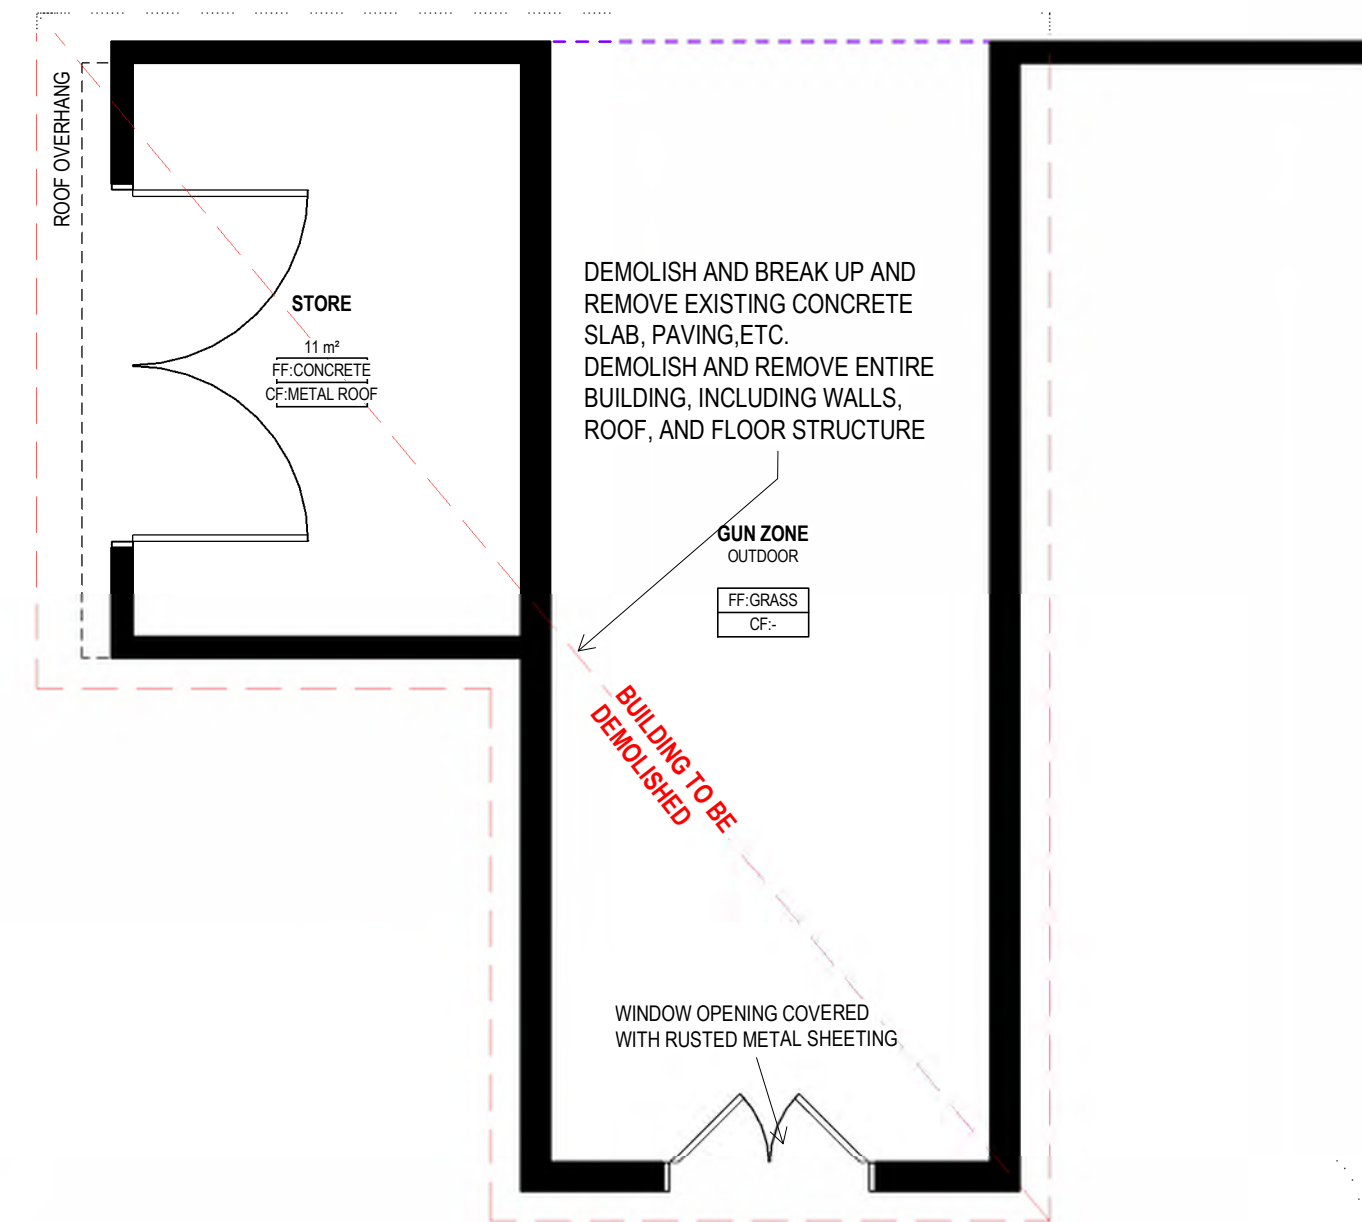 ROOF OVERHANG
STORE
11 m²
FF:CONCRETE
CF:METAL ROOF
DEMOLISH AND BREAK UP AND
REMOVE EXISTING CONCRETE
SLAB, PAVING,ETC.
DEMOLISH AND REMOVE ENTIRE
BUILDING, INCLUDING WALLS,
ROOF, AND FLOOR STRUCTURE
GUN ZONE
OUTDOOR
FF:GRASS
CF:-
BUILDING TO BE
DEMOLISHED
WINDOW OPENING COVERED
WITH RUSTED METAL SHEETING